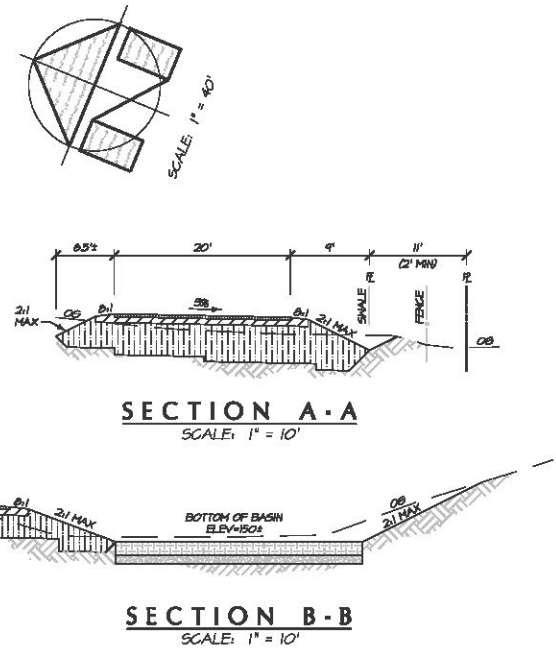 SCALE: 1" = 40'
6.5'± 20' 9' 11'
(2' MIN)
SWALE
FENCE
2:1
MAX
OG 8:1 5% 8:1 2:1 MAX OG
SECTION A-A
SCALE: 1" = 10'
8:1 2:1 MAX
BOTTOM OF BASIN
ELEV=150±
OG
2:1 MAX
SECTION B-B
SCALE: 1" = 10'